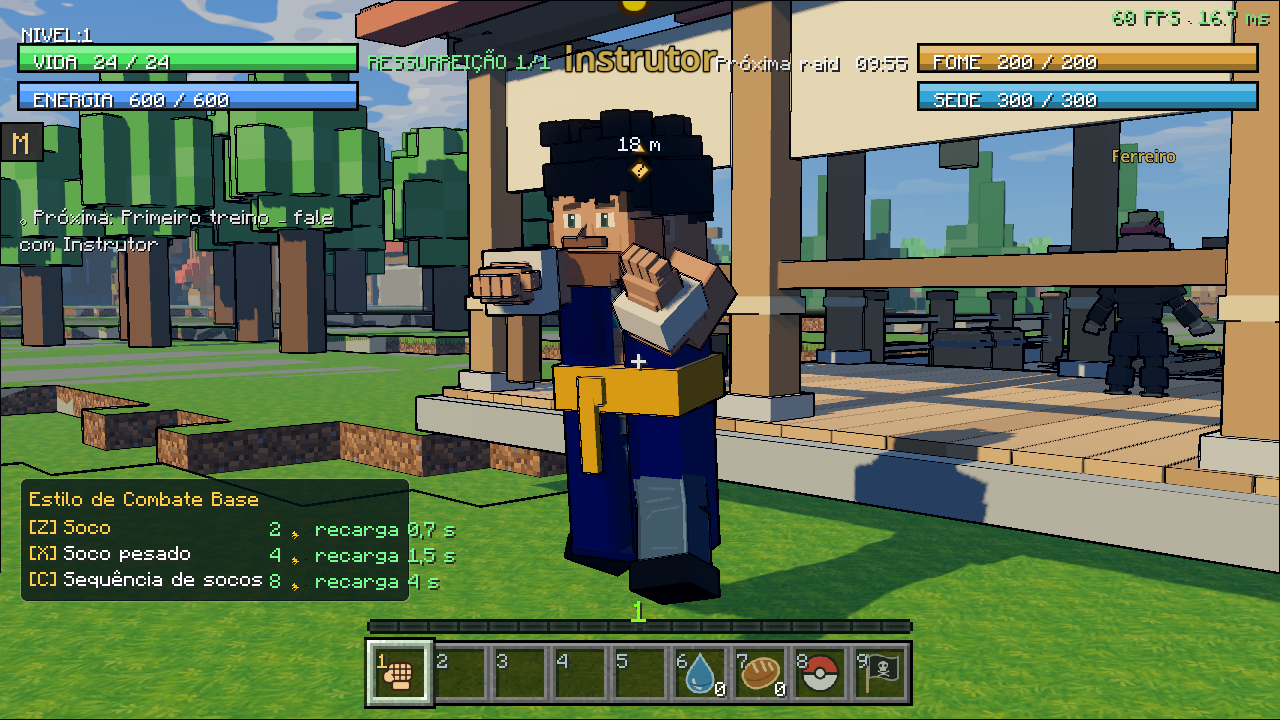 60 FPS · 16.7 ms
NIVEL:1
VIDA 24 / 24
RESSURREIÇÃO 1/1
Instrutor
Próxima raid 09:55
FOME 200 / 200
ENERGIA 600 / 600
SEDE 300 / 300
M
18 m
Ferreiro
Próxima: Primeiro treino - fale
com Instrutor
Estilo de Combate Base
[Z] Soco 2 recarga 0,7 s
[X] Soco pesado 4 recarga 1,5 s
[C] Sequência de socos 8 recarga 4 s
1
1 2 3 4 5 6 7 8 9
0 0